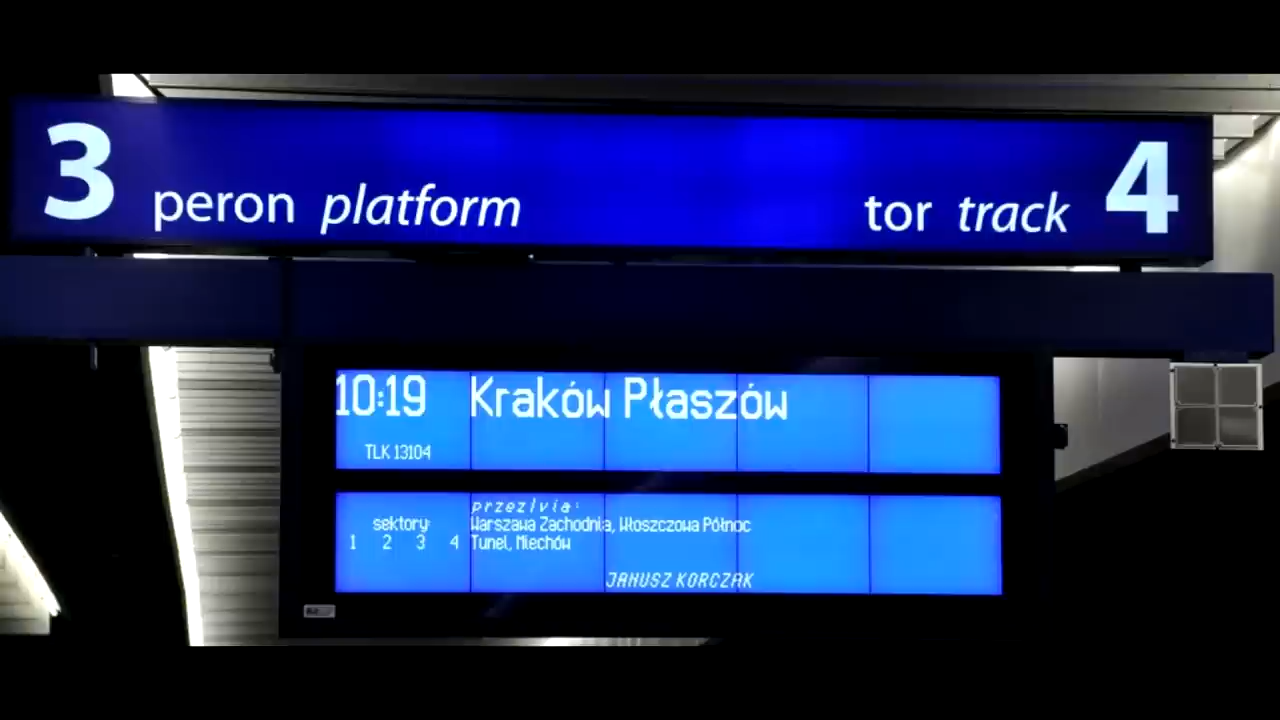 3 peron platform tor track 4
10:19 Kraków Płaszów
TLK 13104
przez/via:
sektory: Warszawa Zachodnia, Włoszczowa Północ
1 2 3 4 Tunel, Miechów
JANUSZ KORCZAK